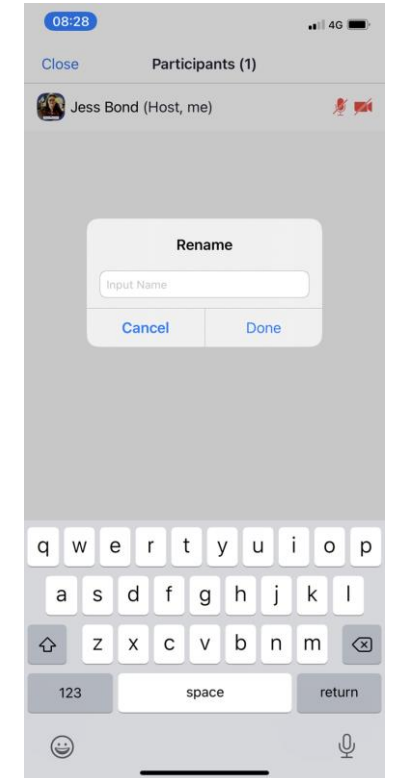 08:28 4G
Close Participants (1)
Jess Bond (Host, me)
Rename
Input Name
Cancel Done
q w e r t y u i o p
a s d f g h j k l
z x c v b n m
123 space return